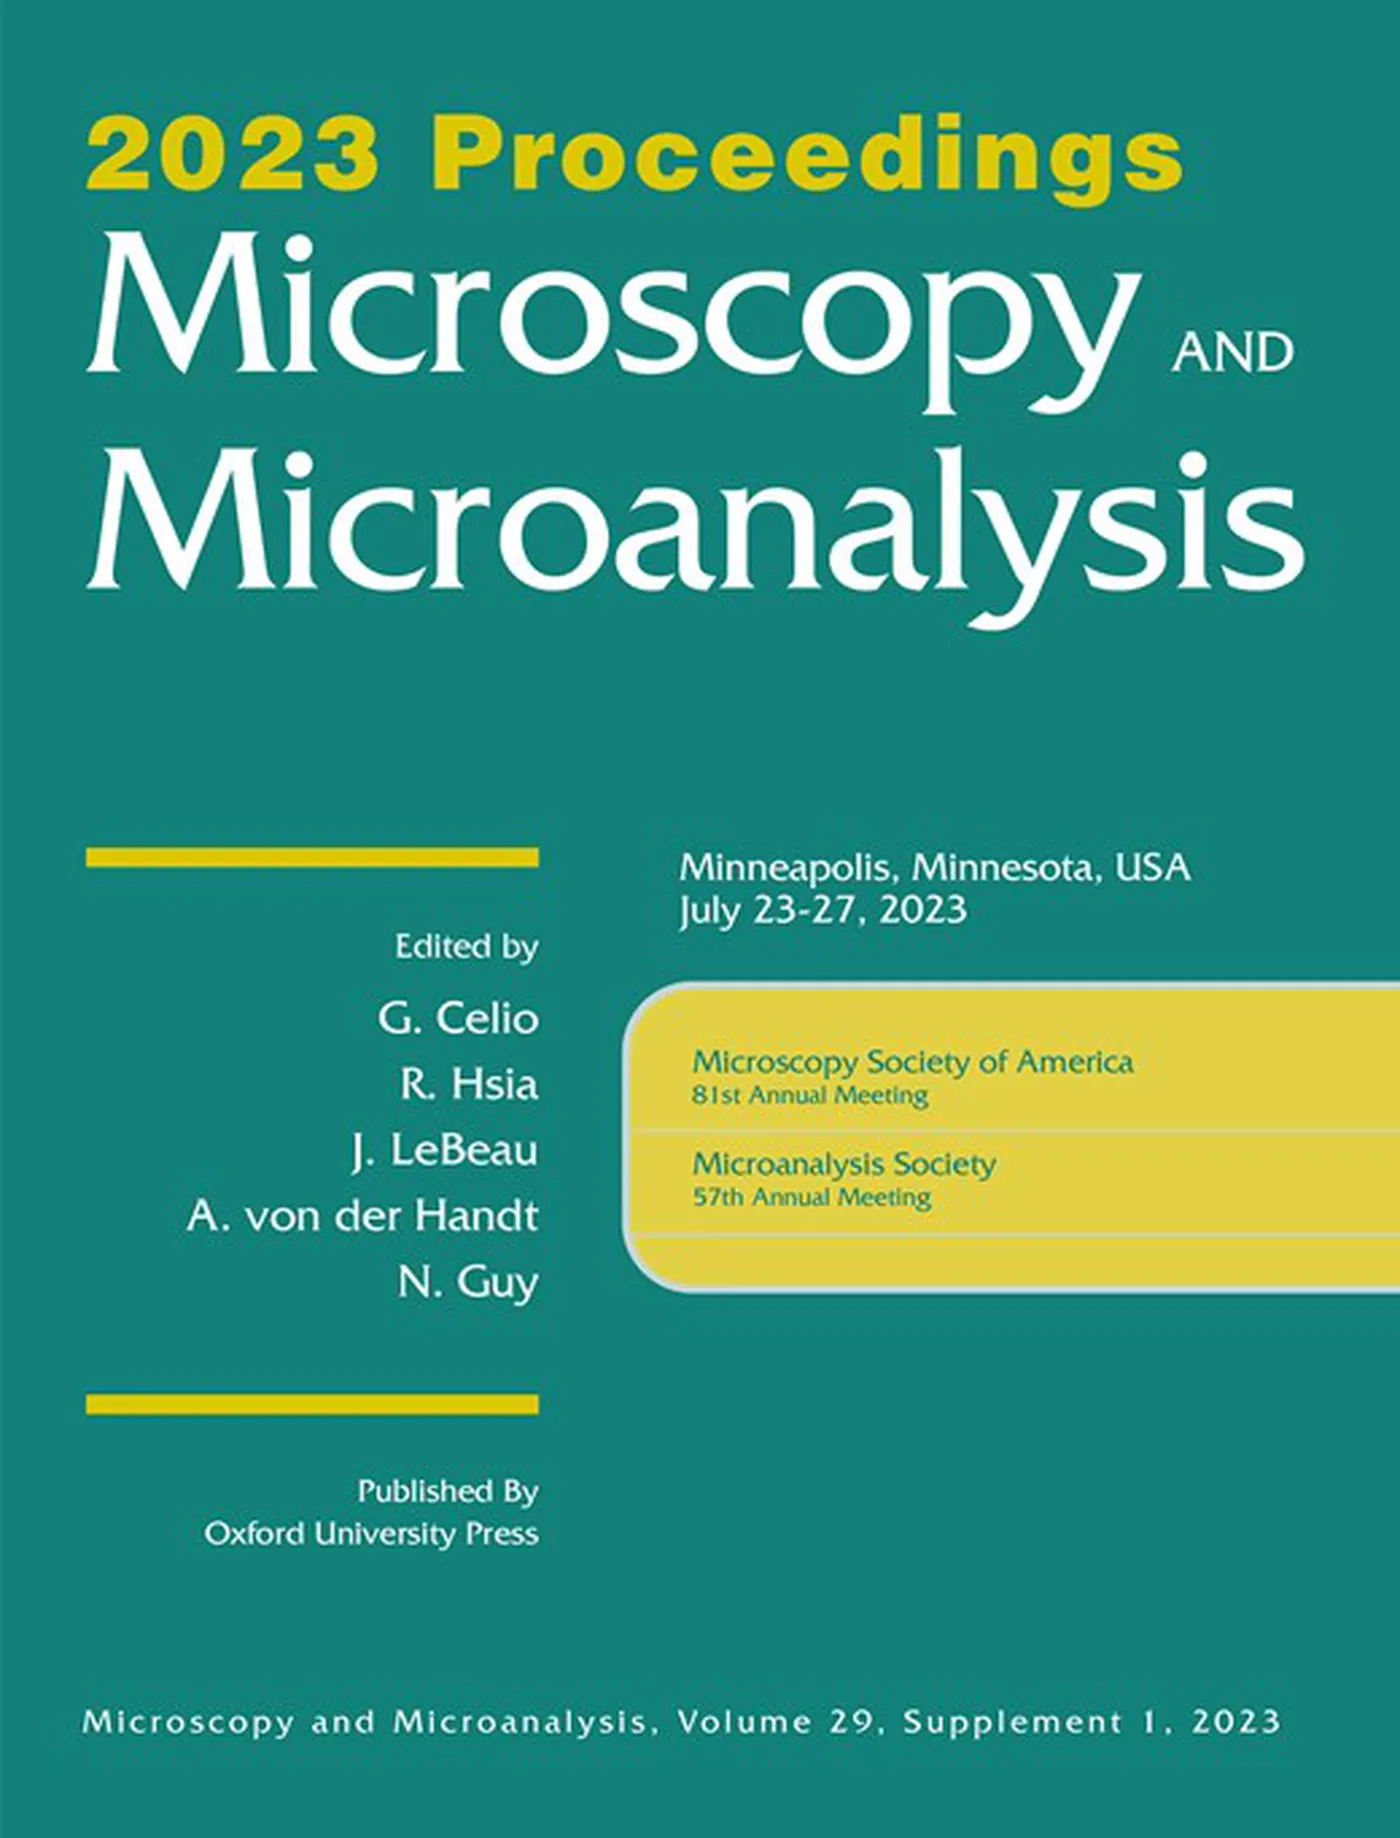 2023 Proceedings
Microscopy AND
Microanalysis
Minneapolis, Minnesota, USA
July 23-27, 2023
Edited by
G. Celio
R. Hsia
J. LeBeau
A. von der Handt
N. Guy
Microscopy Society of America
81st Annual Meeting
Microanalysis Society
57th Annual Meeting
Published By
Oxford University Press
Microscopy and Microanalysis, Volume 29, Supplement 1, 2023